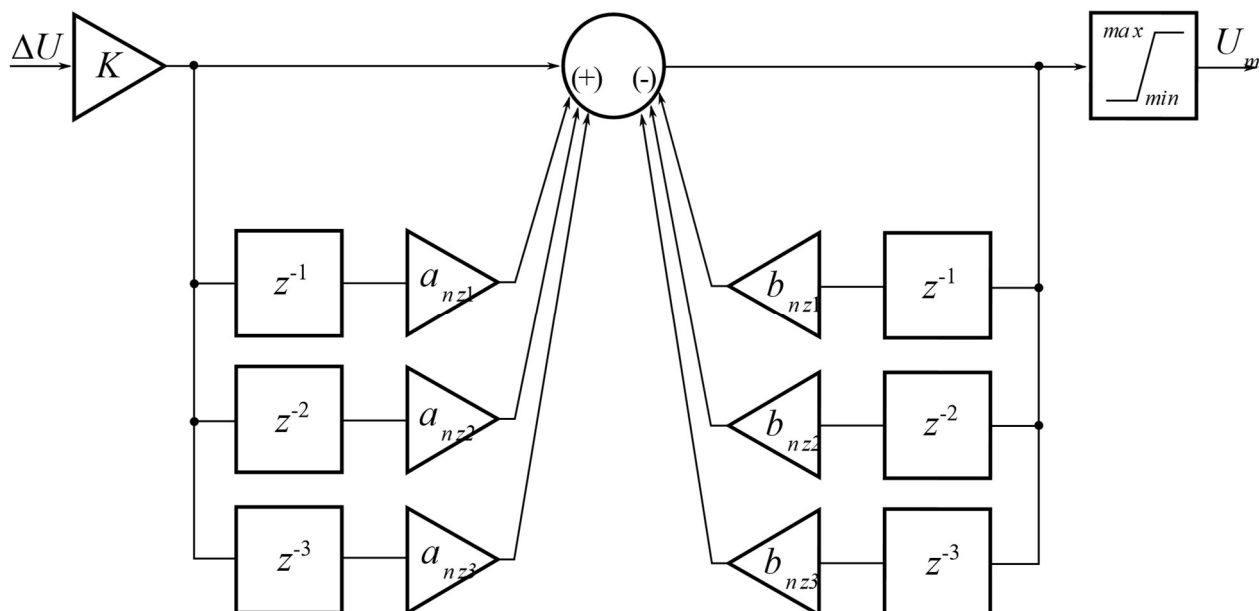 ΔU K (+) (-) max min U m
z-1 a nz1 b nz1 z-1
z-2 a nz2 b nz2 z-2
z-3 a nz3 b nz3 z-3